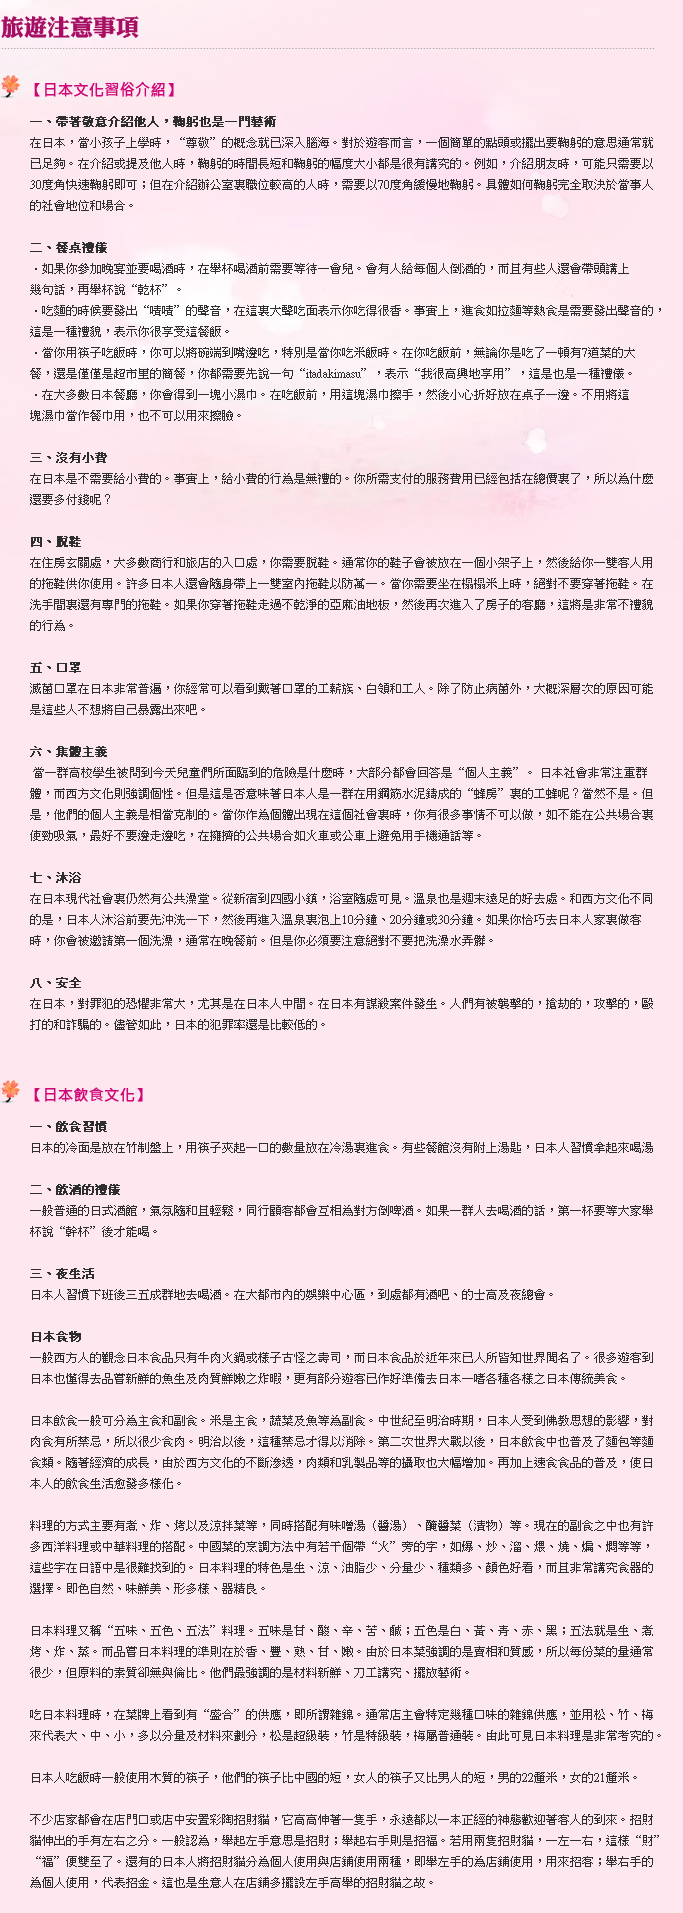 旅遊注意事項
【日本文化習俗介紹】
一、帶著敬意介紹他人，鞠躬也是一門藝術
在日本，當小孩子上學時，“尊敬”的概念就已深入腦海。對於遊客而言，一個簡單的點頭或擺出要鞠躬的意思通常就
已足夠。在介紹或提及他人時，鞠躬的時間長短和鞠躬的幅度大小都是很有講究的。例如，介紹朋友時，可能只需要以
30度角快速鞠躬即可；但在介紹辦公室裏職位較高的人時，需要以70度角緩慢地鞠躬。具體如何鞠躬完全取決於當事人
的社會地位和場合。
二、餐桌禮儀
・如果你參加晚宴並要喝酒時，在舉杯喝酒前需要等待一會兒。會有人給每個人倒酒的，而且有些人還會帶頭講上
幾句話，再舉杯說“乾杯”。
・吃麵的時候要發出“嘖嘖”的聲音，在這裏大聲吃面表示你吃得很香。事實上，進食如拉麵等熱食是需要發出聲音的，
這是一種禮貌，表示你很享受這餐飯。
・當你用筷子吃飯時，你可以將碗端到嘴邊吃，特別是當你吃米飯時。在你吃飯前，無論你是吃了一頓有7道菜的大
餐，還是僅僅是超市里的簡餐，你都需要先說一句“itadakimasu”，表示“我很高興地享用”，這是也是一種禮儀。
・在大多數日本餐廳，你會得到一塊小濕巾。在吃飯前，用這塊濕巾擦手，然後小心折好放在桌子一邊。不用將這
塊濕巾當作餐巾用，也不可以用來擦臉。
三、沒有小費
在日本是不需要給小費的。事實上，給小費的行為是無禮的。你所需支付的服務費用已經包括在總價裏了，所以為什麼
還要多付錢呢？
四、脫鞋
在住房玄關處，大多數商行和旅店的入口處，你需要脫鞋。通常你的鞋子會被放在一個小架子上，然後給你一雙客人用
的拖鞋供你使用。許多日本人還會隨身帶上一雙室內拖鞋以防萬一。當你需要坐在榻榻米上時，絕對不要穿著拖鞋。在
洗手間裏還有專門的拖鞋。如果你穿著拖鞋走過不乾淨的亞麻油地板，然後再次進入了房子的客廳，這將是非常不禮貌
的行為。
五、口罩
滅菌口罩在日本非常普遍，你經常可以看到戴著口罩的工薪族、白領和工人。除了防止病菌外，大概深層次的原因可能
是這些人不想將自己暴露出來吧。
六、集體主義
當一群高校學生被問到今天兒童們所面臨到的危險是什麼時，大部分都會回答是“個人主義”。 日本社會非常注重群
體，而西方文化則強調個性。但是這是否意味著日本人是一群在用鋼筋水泥鑄成的“蜂房”裏的工蜂呢？當然不是。但
是，他們的個人主義是相當克制的。當你作為個體出現在這個社會裏時，你有很多事情不可以做，如不能在公共場合裏
使勁吸氣，最好不要邊走邊吃，在擁擠的公共場合如火車或公車上避免用手機通話等。
七、沐浴
在日本現代社會裏仍然有公共澡堂。從新宿到四國小鎮，浴室隨處可見。溫泉也是週末遠足的好去處。和西方文化不同
的是，日本人沐浴前要先沖洗一下，然後再進入溫泉裏泡上10分鐘、20分鐘或30分鐘。如果你恰巧去日本人家裏做客
時，你會被邀請第一個洗澡，通常在晚餐前。但是你必須要注意絕對不要把洗澡水弄髒。
八、安全
在日本，對罪犯的恐懼非常大，尤其是在日本人中間。在日本有謀殺案件發生。人們有被襲擊的，搶劫的，攻擊的，毆
打的和詐騙的。儘管如此，日本的犯罪率還是比較低的。
【日本飲食文化】
一、飲食習慣
日本的冷面是放在竹制盤上，用筷子夾起一口的數量放在冷湯裏進食。有些餐館沒有附上湯匙，日本人習慣拿起來喝湯
二、飲酒的禮儀
一般普通的日式酒館，氣氛隨和且輕鬆，同行顧客都會互相為對方倒啤酒。如果一群人去喝酒的話，第一杯要等大家舉
杯說“幹杯”後才能喝。
三、夜生活
日本人習慣下班後三五成群地去喝酒。在大都市內的娛樂中心區，到處都有酒吧、的士高及夜總會。
日本食物
一般西方人的觀念日本食品只有牛肉火鍋或樣子古怪之壽司，而日本食品於近年來已人所皆知世界聞名了。很多遊客到
日本也懂得去品嘗新鮮的魚生及肉質鮮嫩之炸暇，更有部分遊客已作好準備去日本一嗜各種各樣之日本傳統美食。
日本飲食一般可分為主食和副食。米是主食，蔬菜及魚等為副食。中世紀至明治時期，日本人受到佛教思想的影響，對
肉食有所禁忌，所以很少食肉。明治以後，這種禁忌才得以消除。第二次世界大戰以後，日本飲食中也普及了麵包等麵
食類。隨著經濟的成長，由於西方文化的不斷滲透，肉類和乳製品等的攝取也大幅增加。再加上速食食品的普及，使日
本人的飲食生活愈發多樣化。
料理的方式主要有煮、炸、烤以及涼拌菜等，同時搭配有味噌湯（醬湯）、醃醬菜（漬物）等。現在的副食之中也有許
多西洋料理或中華料理的搭配。中國菜的烹調方法中有若干個帶“火”旁的字，如爆、炒、溜、煨、燒、煸、燜等等，
這些字在日語中是很難找到的。日本料理的特色是生、涼、油脂少、分量少、種類多、顏色好看，而且非常講究食器的
選擇。即色自然、味鮮美、形多樣、器精良。
日本料理又稱“五味、五色、五法”料理。五味是甘、酸、辛、苦、鹹；五色是白、黃、青、赤、黑；五法就是生、煮
烤、炸、蒸。而品嘗日本料理的準則在於香、豐、熟、甘、嫩。由於日本菜強調的是賣相和質感，所以每份菜的量通常
很少，但原料的素質卻無與倫比。他們最強調的是材料新鮮、刀工講究、擺放藝術。
吃日本料理時，在菜牌上看到有“盛合”的供應，即所謂雜錦。通常店主會特定幾種口味的雜錦供應，並用松、竹、梅
來代表大、中、小，多以分量及材料來劃分，松是超級裝，竹是特級裝，梅屬普通裝。由此可見日本料理是非常考究的。
日本人吃飯時一般使用木質的筷子，他們的筷子比中國的短，女人的筷子又比男人的短，男的22釐米，女的21釐米。
不少店家都會在店門口或店中安置彩陶招財貓，它高高伸著一隻手，永遠都以一本正經的神態歡迎著客人的到來。招財
貓伸出的手有左右之分。一般認為，舉起左手意思是招財；舉起右手則是招福。若用兩隻招財貓，一左一右，這樣“財”
“福”便雙至了。還有的日本人將招財貓分為個人使用與店鋪使用兩種，即舉左手的為店鋪使用，用來招客；舉右手的
為個人使用，代表招金。這也是生意人在店鋪多擺設左手高舉的招財貓之故。